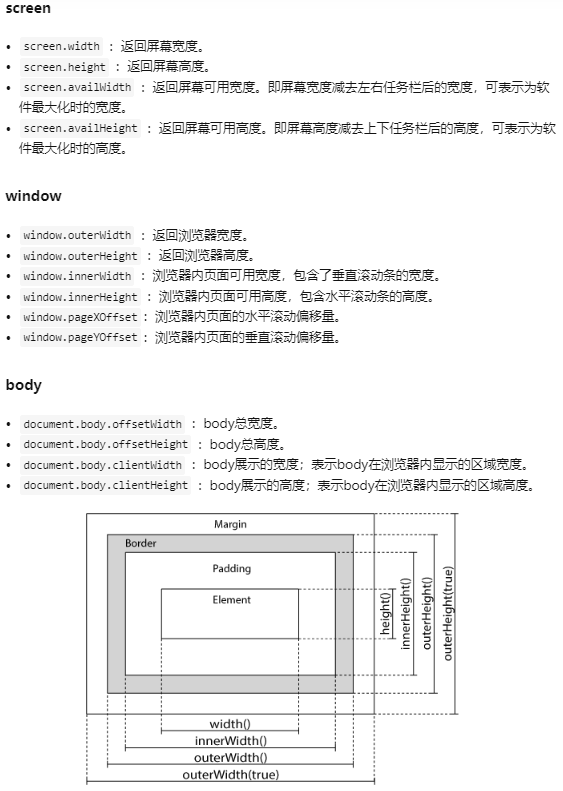 screen
• screen.width ：返回屏幕宽度。
• screen.height ：返回屏幕高度。
• screen.availWidth ：返回屏幕可用宽度。即屏幕宽度减去左右任务栏后的宽度，可表示为软
件最大化时的宽度。
• screen.availHeight ：返回屏幕可用高度。即屏幕高度减去上下任务栏后的高度，可表示为软
件最大化时的高度。
window
• window.outerWidth ：返回浏览器宽度。
• window.outerHeight ：返回浏览器高度。
• window.innerWidth ：浏览器内页面可用宽度，包含了垂直滚动条的宽度。
• window.innerHeight ：浏览器内页面可用高度，包含水平滚动条的高度。
• window.pageXOffset ：浏览器内页面的水平滚动偏移量。
• window.pageYOffset ：浏览器内页面的垂直滚动偏移量。
body
• document.body.offsetWidth ：body总宽度。
• document.body.offsetHeight ：body总高度。
• document.body.clientWidth ：body展示的宽度；表示body在浏览器内显示的区域宽度。
• document.body.clientHeight ：body展示的高度；表示body在浏览器内显示的区域高度。
Margin
Border
Padding
Element
height()
innerHeight()
outerHeight()
outerHeight(true)
width()
innerWidth()
outerWidth()
outerWidth(true)